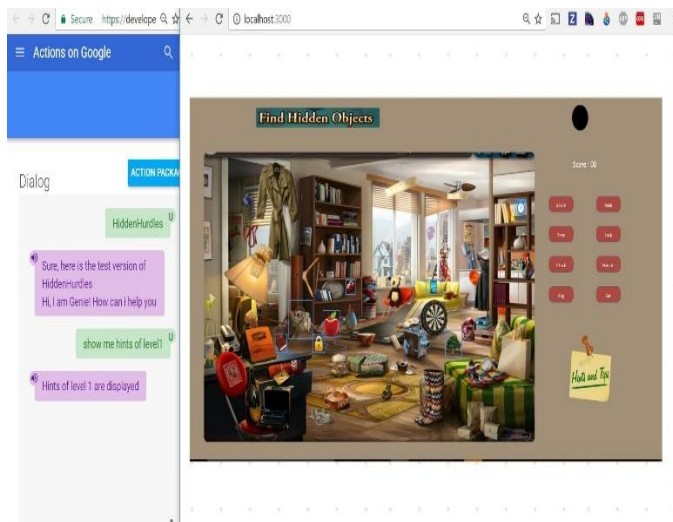 Secure https://develope
localhost:3000
Actions on Google
Find Hidden Objects
Dialog
ACTION PACKA
HiddenHurdles
U
Sure, here is the test version of
HiddenHurdles
Hi, I am Genie! How can i help you
show me hints of level1
U
Hints of level 1 are displayed
Hints and Tips